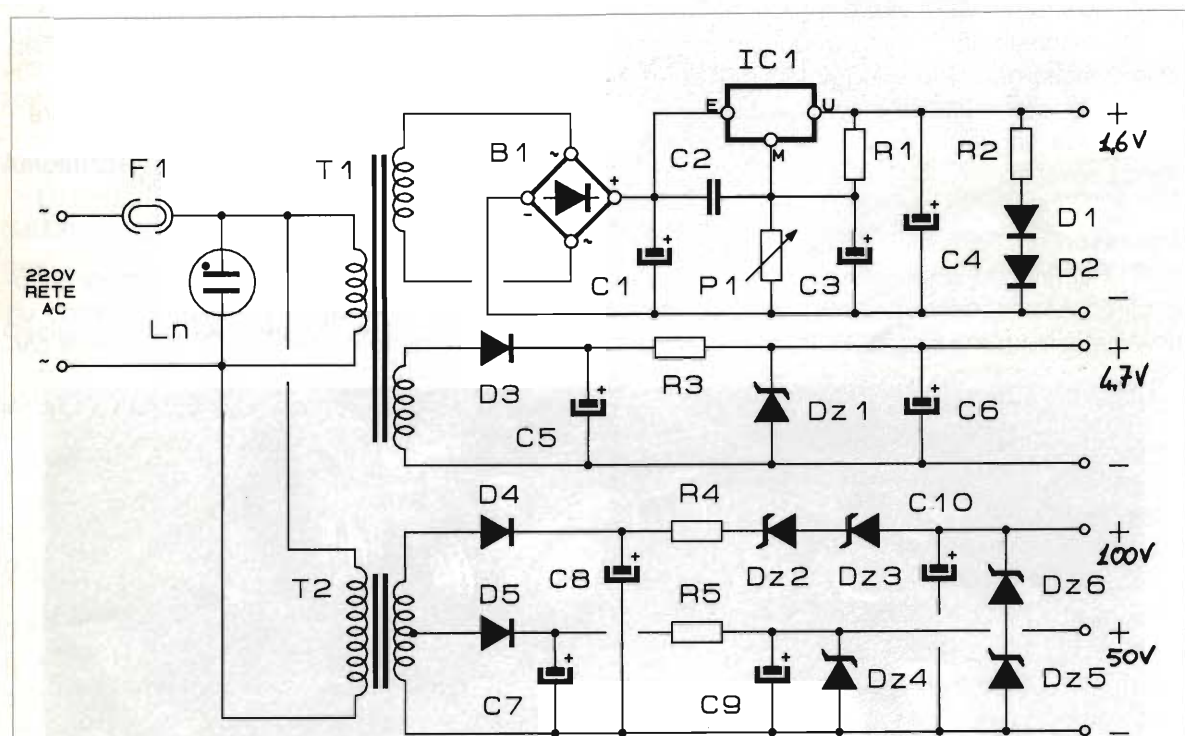 IC1
E
U
M
F1
T1
B1
~
+
-
~
C2
R1
R2
+
1,6V
~
220V
RETE
AC
~
Ln
C1
+
P1
C3
+
C4
+
D1
D2
-
D3
C5
+
R3
Dz1
C6
+
+
4,7V
-
T2
D4
C8
+
R4
Dz2
Dz3
C10
+
Dz6
+
100V
D5
C7
+
R5
C9
+
Dz4
Dz5
+
50V
-